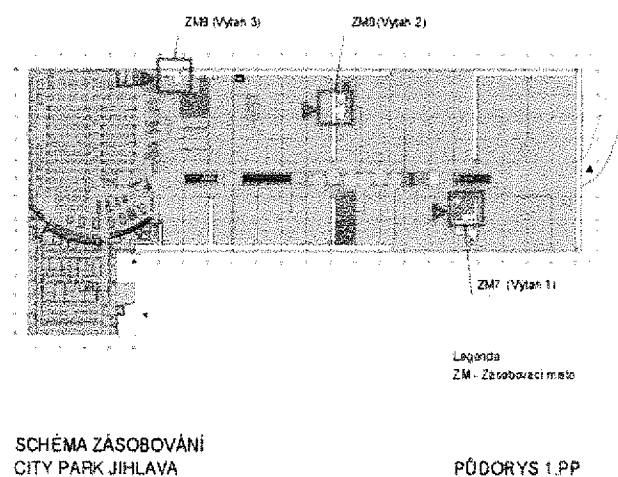 ZM9 (Výtah 3)
ZM8 (Výtah 2)
ZM7 (Výtah 1)
Legenda
ZM - Zásobovací místo
SCHÉMA ZÁSOBOVÁNÍ
CITY PARK JIHLAVA
PŮDORYS 1.PP